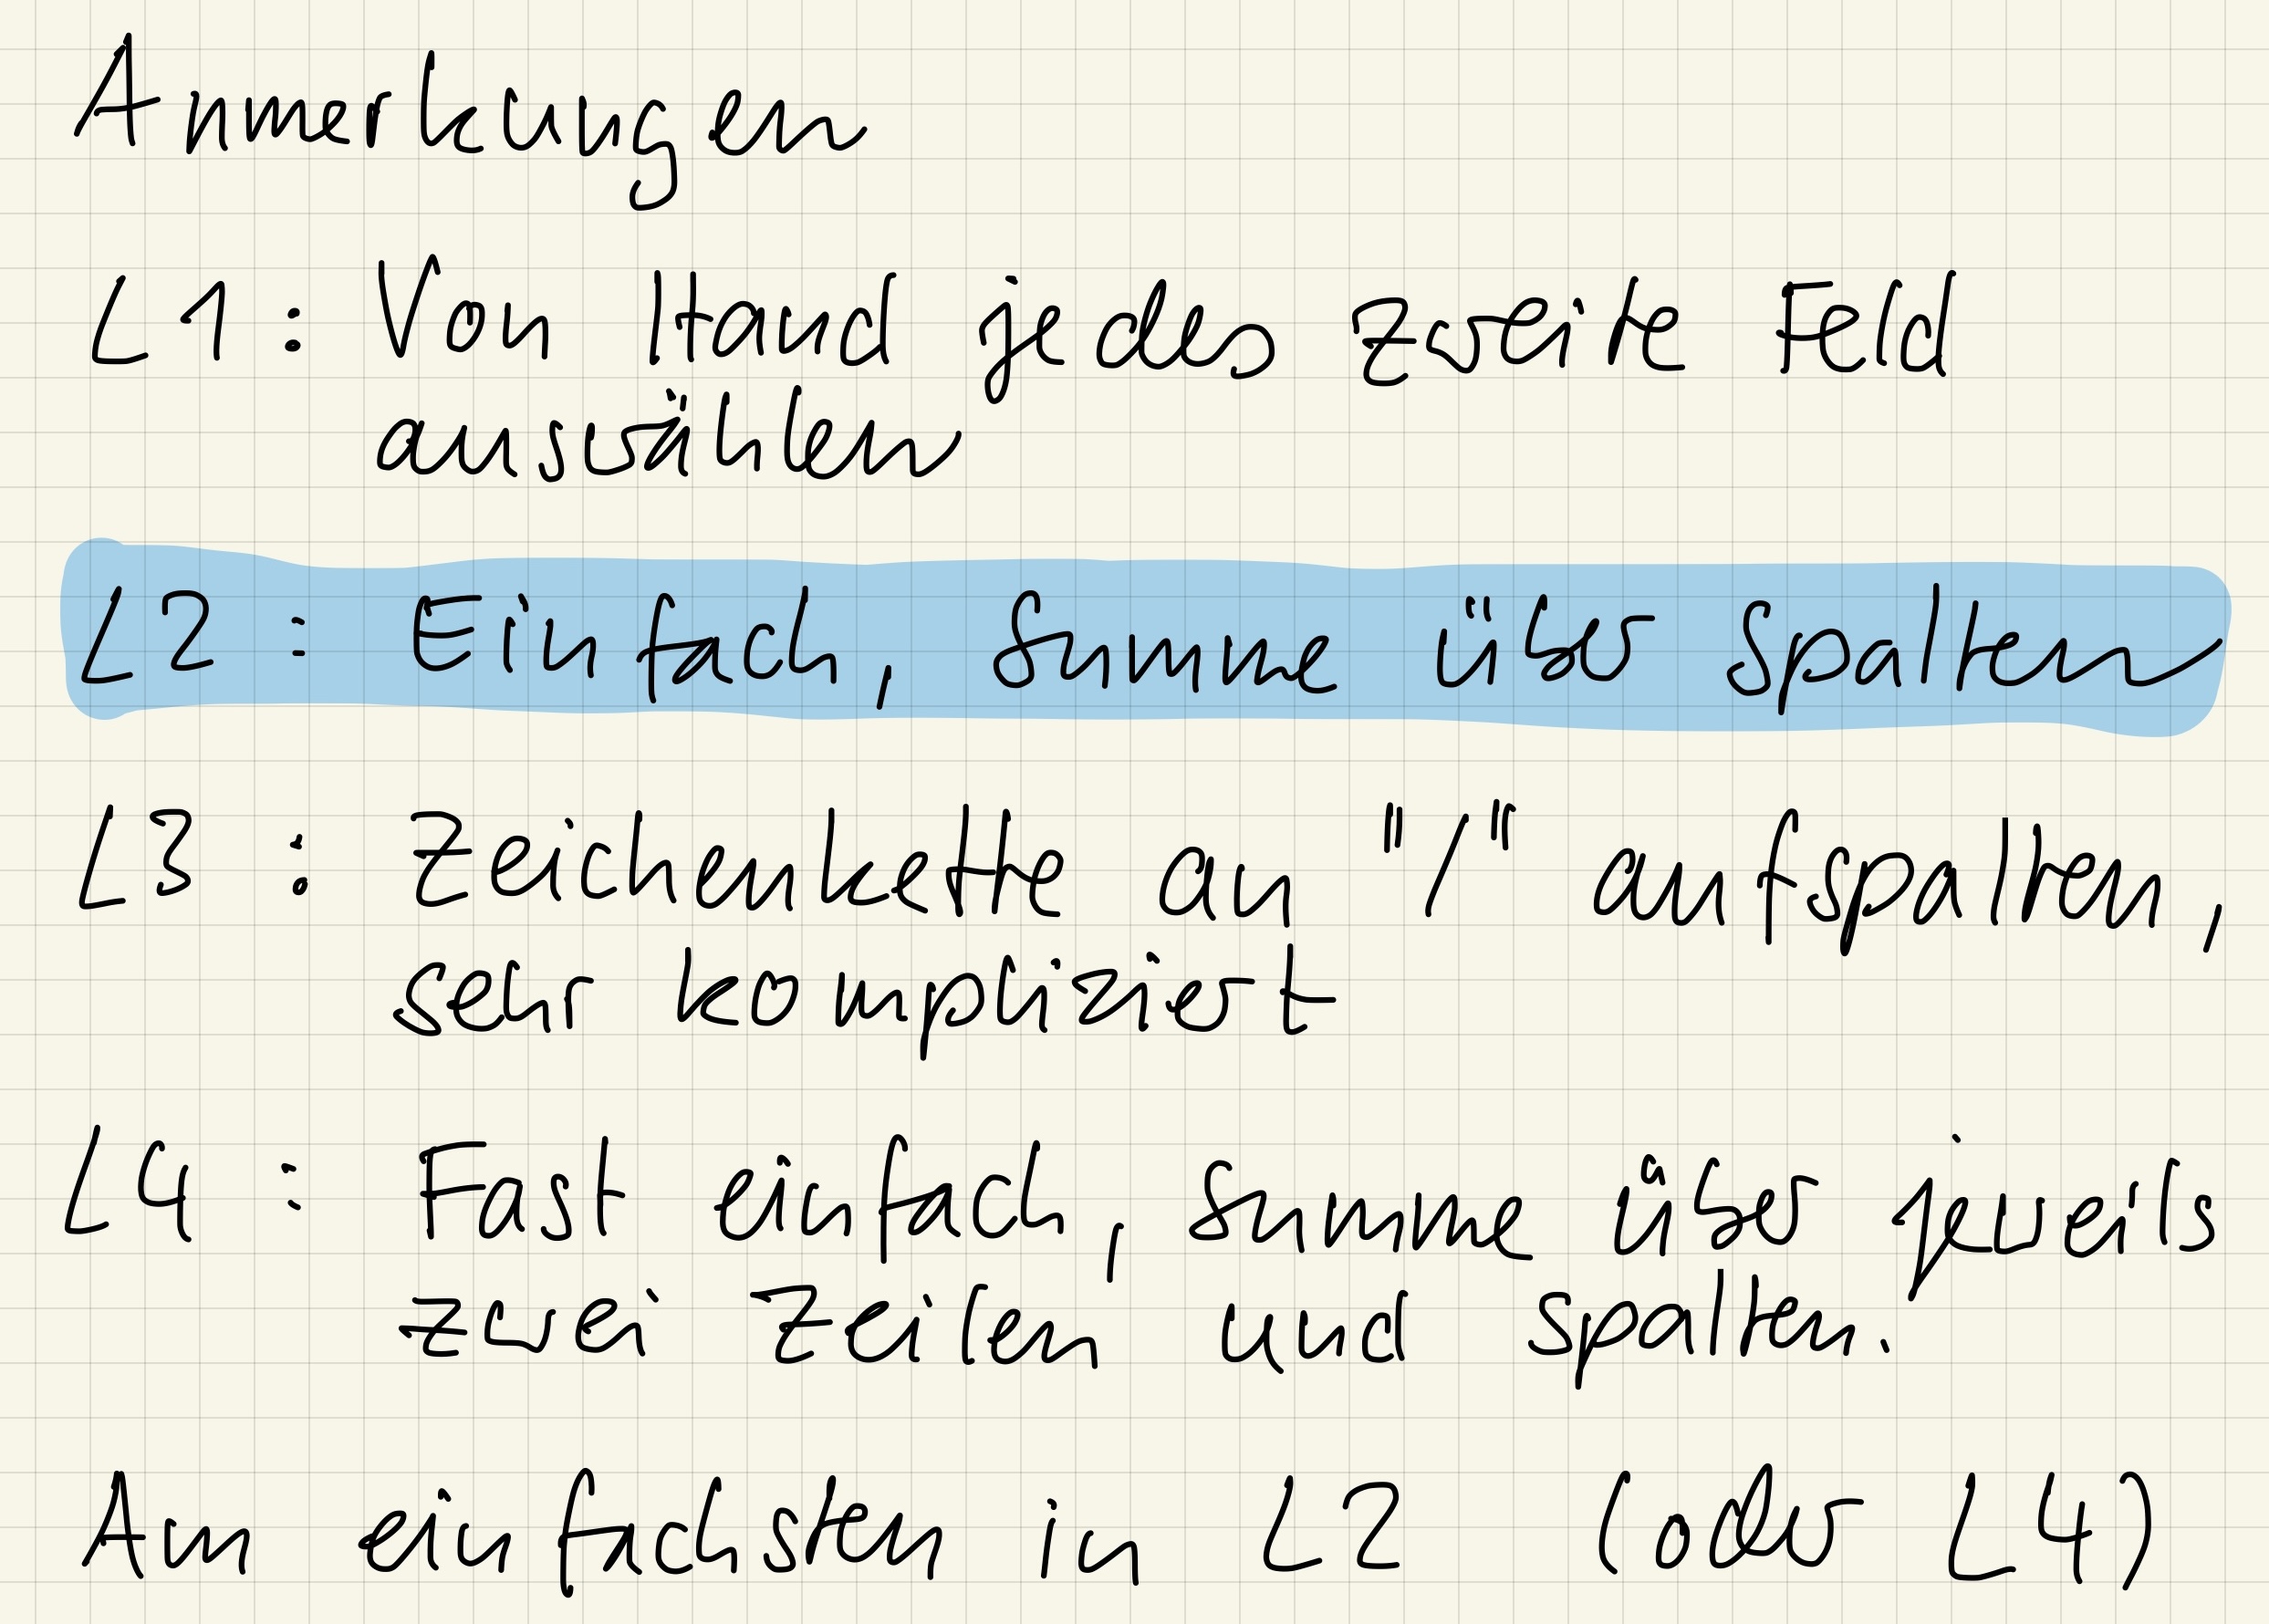 Anmerkungen
L1: Von Hand jedes zweite Feld
auswählen
L2: Einfach, Summe über Spalten
L3: Zeichenkette an "/" aufspalten,
sehr kompliziert
L4: Fast einfach, Summe über jeweils
zwei Zeilen und Spalten.
Am einfachsten in L2 (oder L4)